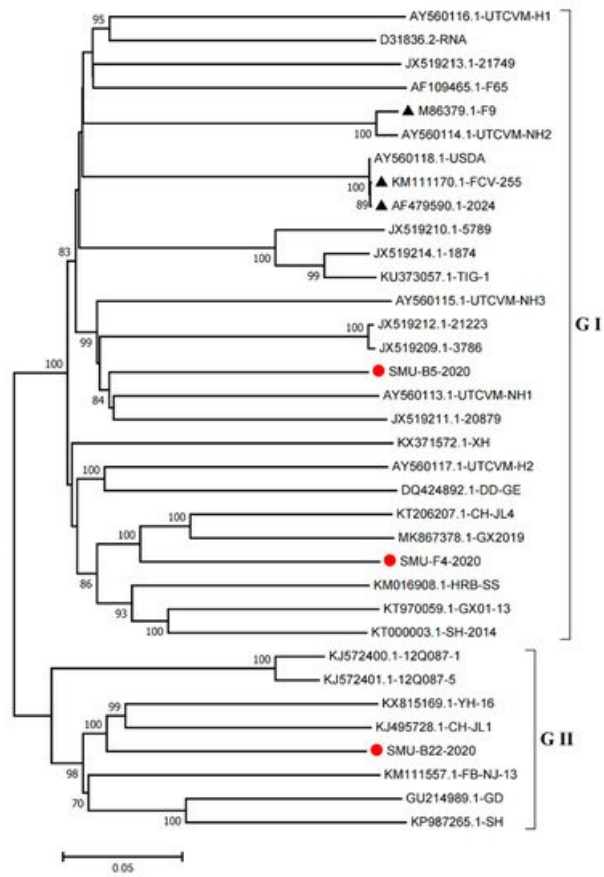 AY560116.1-UTCVM-H1
95
D31836.2-RNA
JX519213.1-21749
AF109465.1-F65
M86379.1-F9
100
AY560114.1-UTCVM-NH2
AY560118.1-USDA
100
KM111170.1-FCV-255
89
AF479590.1-2024
JX519210.1-5789
100
JX519214.1-1874
83
99
KU373057.1-TIG-1
AY560115.1-UTCVM-NH3
JX519212.1-21223
100
G I
99
JX519209.1-3786
SMU-B5-2020
100
AY560113.1-UTCVM-NH1
84
JX519211.1-20879
KX371572.1-XH
AY560117.1-UTCVM-H2
100
DQ424892.1-DD-GE
KT206207.1-CH-JL4
100
MK867378.1-GX2019
100
SMU-F4-2020
86
KM016908.1-HRB-SS
93
KT970059.1-GX01-13
100
KT000003.1-SH-2014
KJ572400.1-12Q087-1
100
KJ572401.1-12Q087-5
KX815169.1-YH-16
99
KJ495728.1-CH-JL1
100
G II
SMU-B22-2020
98
KM111557.1-FB-NJ-13
70
GU214989.1-GD
100
KP987265.1-SH
0.05